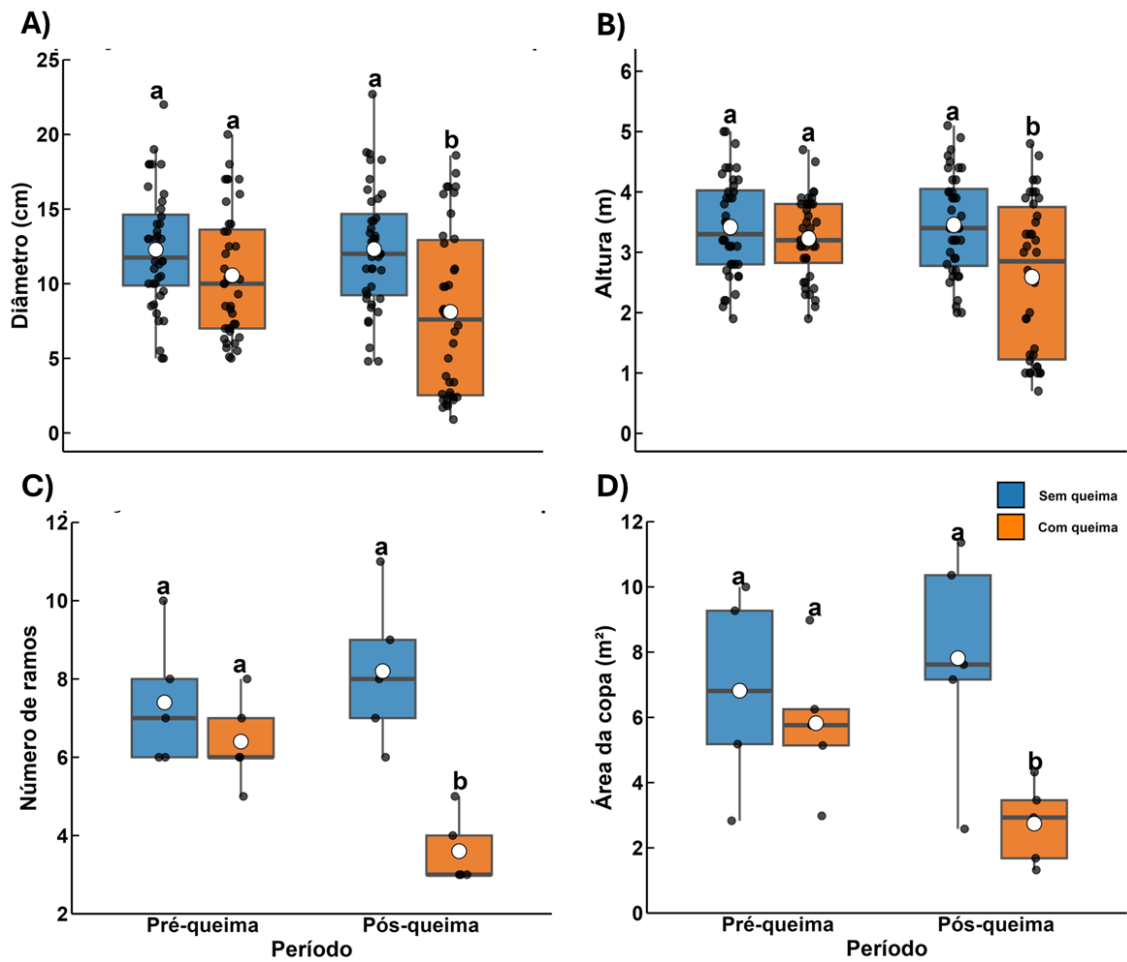 A)
B)
Diâmetro (cm)
25
20
15
10
5
0
a
a
a
b
Altura (m)
6
5
4
3
2
1
0
a
a
a
b
C)
D)
Sem queima
Com queima
Número de ramos
12
10
8
6
4
2
a
a
a
b
Pré-queima
Pós-queima
Período
Área da copa (m²)
12
10
8
6
4
2
0
a
a
a
b
Pré-queima
Pós-queima
Período